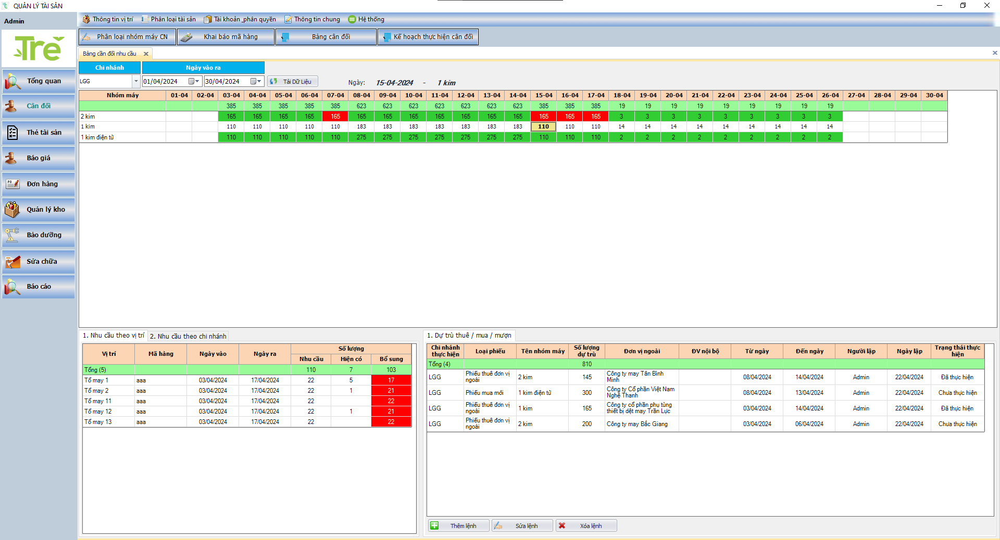 QUẢN LÝ TÀI SẢN
Admin
Thông tin vị trí Phân loại tài sản Tài khoản _phân quyền Thông tin chung Hệ thống
Trẻ
Phân loại nhóm máy CN Khai báo mã hàng Bảng cân đối Kế hoạch thực hiện cân đối
Bảng cân đối nhu cầu
Tổng quan
Cân đối
Thẻ tài sản
Báo giá
Đơn hàng
Quản lý kho
Bảo dưỡng
Sửa chữa
Báo cáo
Chi nhánh Ngày vào ra
LGG 01/04/2024 30/04/2024 Tải Dữ Liệu Ngày: 15-04-2024 - 1 kim
Nhóm máy 01-04 02-04 03-04 04-04 05-04 06-04 07-04 08-04 09-04 10-04 11-04 12-04 13-04 14-04 15-04 16-04 17-04 18-04 19-04 20-04 21-04 22-04 23-04 24-04 25-04 26-04 27-04 28-04 29-04 30-04
385 385 385 385 385 623 623 623 623 623 623 623 385 385 385 19 19 19 19 19 19 19 19 19
2 kim 165 165 165 165 165 165 165 165 165 165 165 165 165 165 165 3 3 3 3 3 3 3 3 3
1 kim 110 110 110 110 110 183 183 183 183 183 183 183 110 110 110 14 14 14 14 14 14 14 14 14
1 kim điện tử 110 110 110 110 110 275 275 275 275 275 275 275 110 110 110 2 2 2 2 2 2 2 2 2
1. Nhu cầu theo vị trí 2. Nhu cầu theo chi nhánh
Vị trí Mã hàng Ngày vào Ngày ra Số lượng
Nhu cầu Hiện có Bổ sung
Tổng (5) 110 7 103
Tổ may 1 aaa 03/04/2024 17/04/2024 22 5 17
Tổ may 2 aaa 03/04/2024 17/04/2024 22 1 21
Tổ may 11 aaa 03/04/2024 17/04/2024 22 22
Tổ may 12 aaa 03/04/2024 17/04/2024 22 1 21
Tổ may 13 aaa 03/04/2024 17/04/2024 22 22
1. Dự trù thuê / mua / mượn
Chi nhánh thực hiện Loại phiếu Tên nhóm máy Số lượng dự trù Đơn vị ngoài ĐV nội bộ Từ ngày Đến ngày Người lập Ngày lập Trạng thái thực hiện
Tổng (4) 810
LGG Phiếu thuê đơn vị ngoài 2 kim 145 Công ty may Tân Bình Minh 08/04/2024 14/04/2024 Admin 22/04/2024 Đã thực hiện
LGG Phiếu mua mới 1 kim điện tử 300 Công ty Cổ phần Việt Nam Nghệ Thanh 08/04/2024 13/04/2024 Admin 22/04/2024 Chưa thực hiện
LGG Phiếu thuê đơn vị ngoài 1 kim 165 Công ty cổ phần phụ tùng thiết bị dệt may Trần Lực 03/04/2024 14/04/2024 Admin 22/04/2024 Đã thực hiện
LGG Phiếu thuê đơn vị ngoài 2 kim 200 Công ty may Bắc Giang 03/04/2024 06/04/2024 Admin 22/04/2024 Chưa thực hiện
Thêm lệnh Sửa lệnh Xóa lệnh